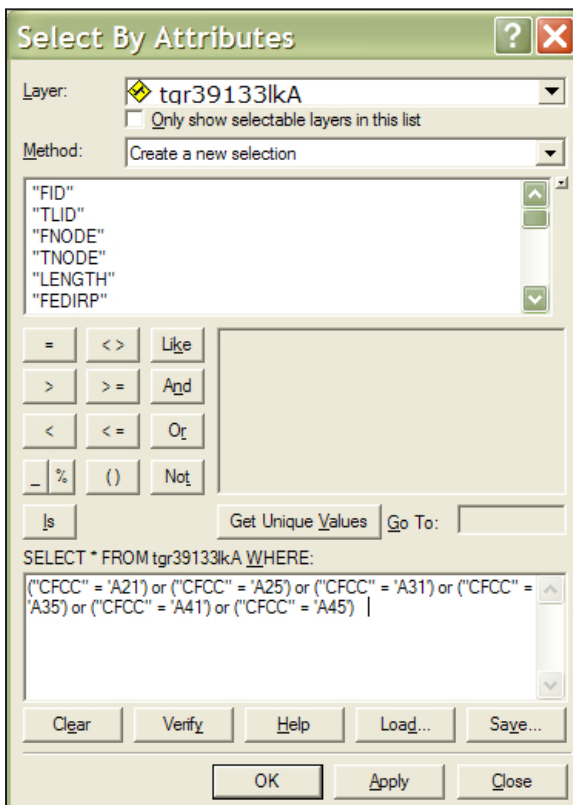 Select By Attributes
?
X
Layer:
tgr39133lkA
Only show selectable layers in this list
Method:
Create a new selection
"FID"
"TLID"
"FNODE"
"TNODE"
"LENGTH"
"FEDIRP"
= < > Like
> > = And
< < = Or
_ % ( ) Not
Is
Get Unique Values
Go To:
SELECT * FROM tgr39133lkA WHERE:
("CFCC" = 'A21') or ("CFCC" = 'A25') or ("CFCC" = 'A31') or ("CFCC" =
'A35') or ("CFCC" = 'A41') or ("CFCC" = 'A45')
Clear Verify Help Load... Save...
OK Apply Close